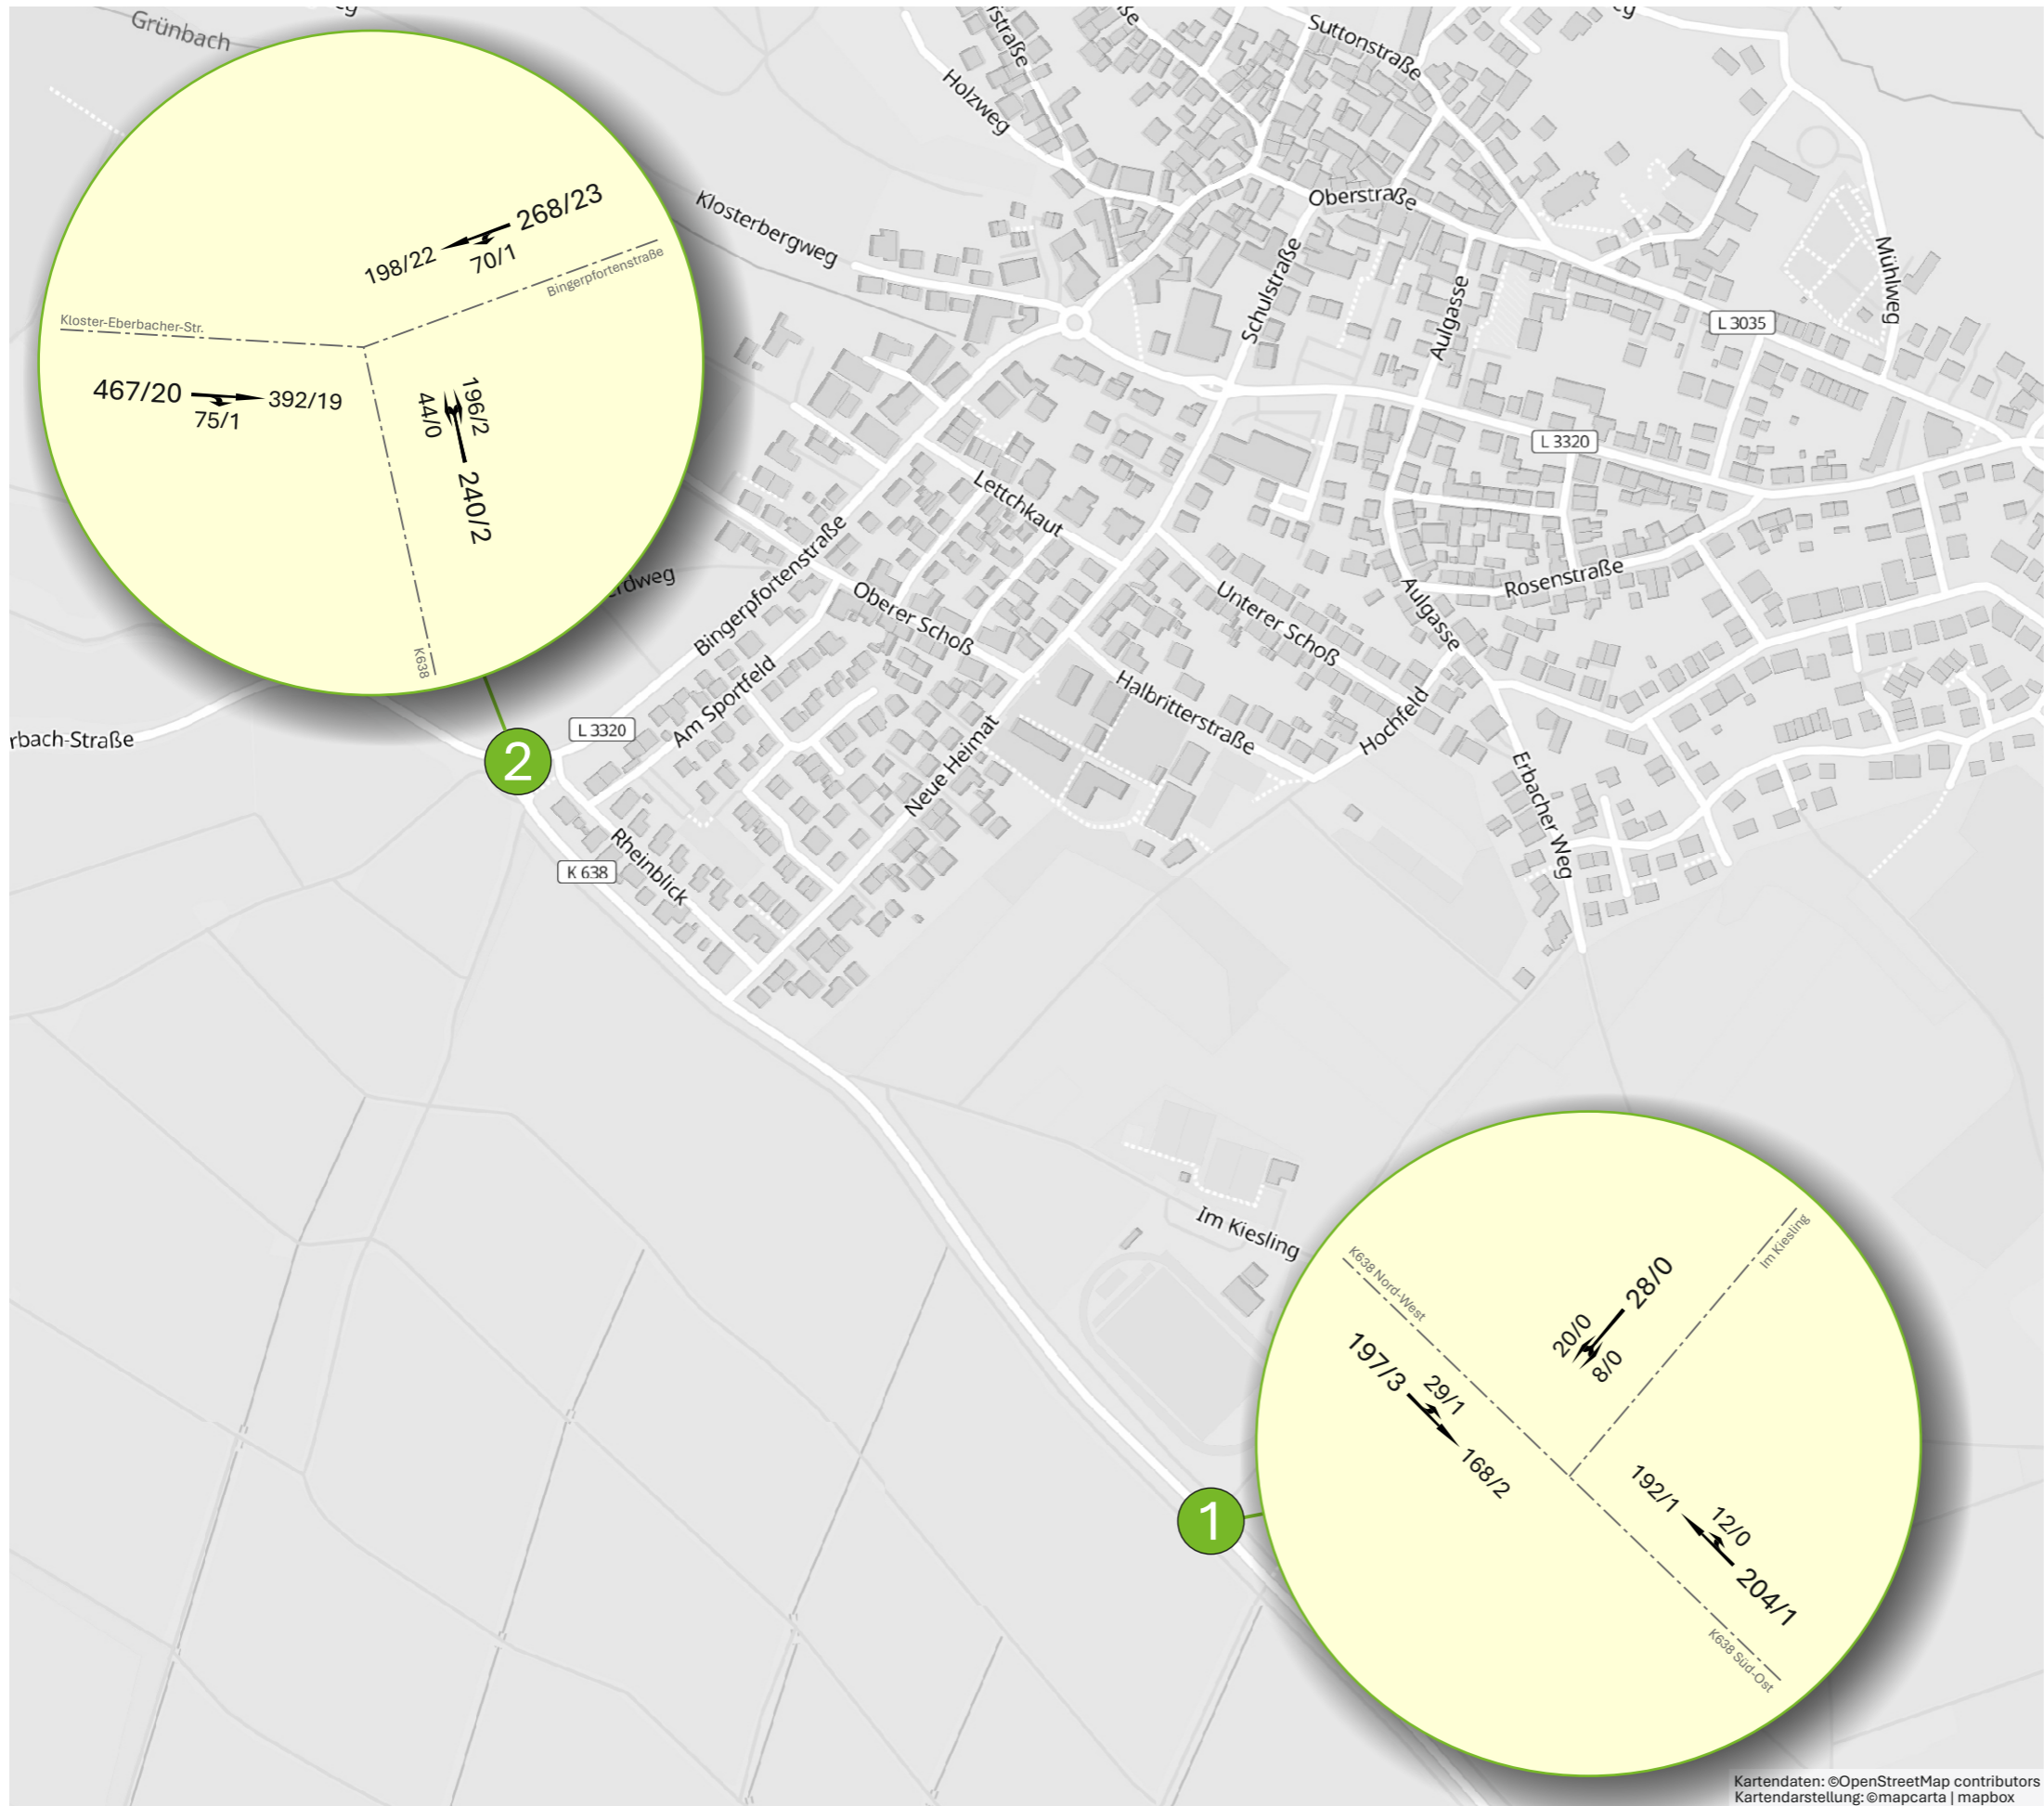 Grünbach
Suttonstraße
Holzweg
Oberstraße
Klosterbergweg
Schulstraße
Aulgasse
Mühlweg
L 3035
L 3320
Lettchkaut
Rosenstraße
Bingerpfortenstraße
Oberer Schoß
Unterer Schoß
Aulgasse
Am Sportfeld
Halbritterstraße
Hochfeld
Neue Heimat
Erbacher Weg
L 3320
rbach-Straße
Rheinblick
K 638
Im Kiesling
268/23
198/22
70/1
Bingerpfortenstraße
Kloster-Eberbacher-Str.
467/20
392/19
75/1
44/0
196/2
240/2
K638
2
1
K638 Nord-West
Im Kiesling
28/0
20/0
8/0
197/3
29/1
168/2
192/1
12/0
204/1
K638 Süd-Ost
Kartendaten: ©OpenStreetMap contributors
Kartendarstellung: ©mapcarta | mapbox